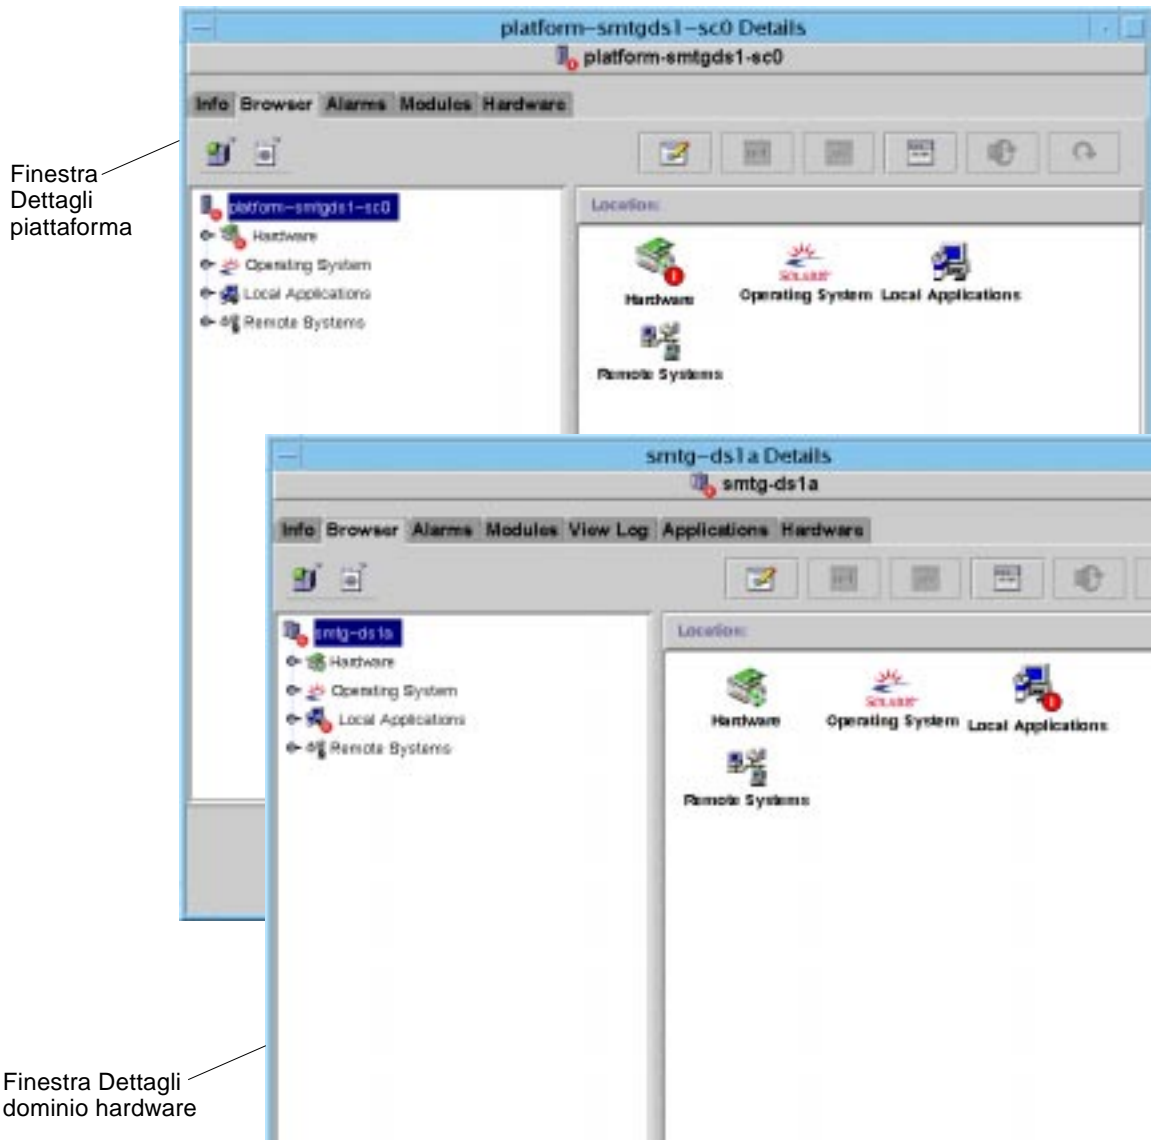 platform–smtgds1–sc0 Details
platform-smtgds1-sc0
Info Browser Alarms Modules Hardware
Finestra
Dettagli
piattaforma
platform–smtgds1–sc0
Hardware
Operating System
Local Applications
Remote Systems
Location:
Hardware
SOLARIS
Operating System
Local Applications
Remote Systems
smtg–ds1a Details
smtg-ds1a
Info Browser Alarms Modules View Log Applications Hardware
smtg–ds1a
Hardware
Operating System
Local Applications
Remote Systems
Location:
Hardware
SOLARIS
Operating System
Local Applications
Remote Systems
Finestra Dettagli
dominio hardware